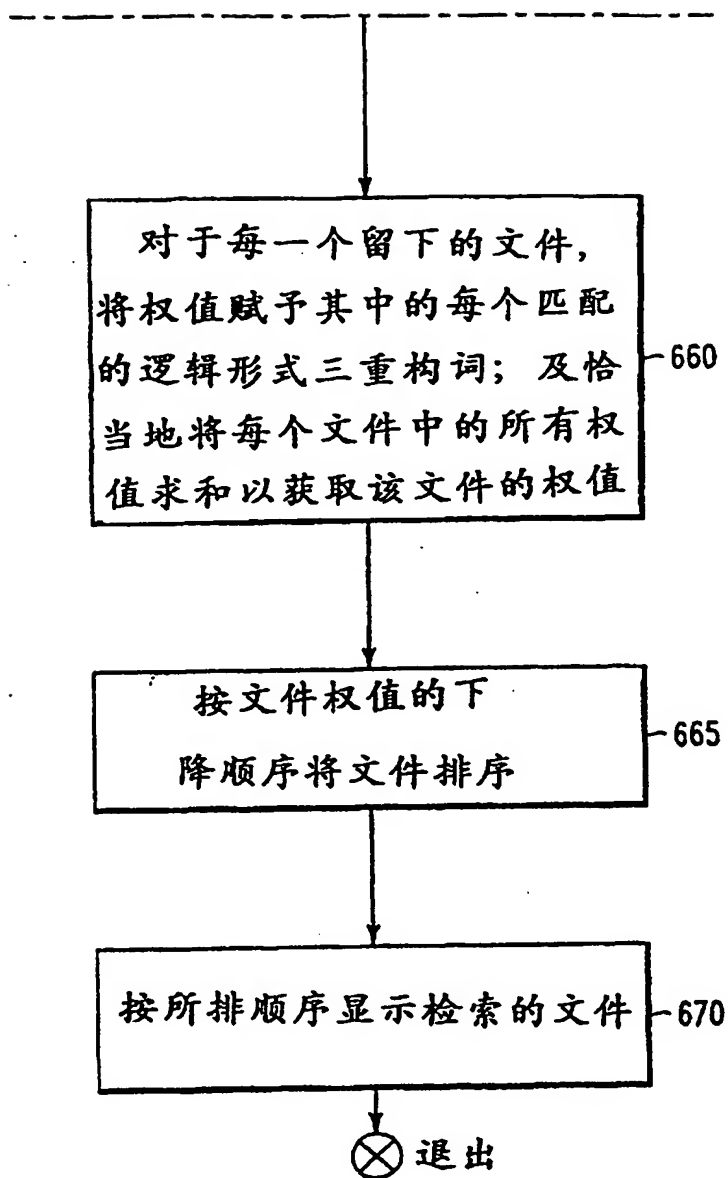 对于每一个留下的文件,
将权值赋予其中的每个匹配
的逻辑形式三重构词; 及恰
当地将每个文件中的所有权
值求和以获取该文件的权值
660
按文件权值的下
降顺序将文件排序
665
按所排顺序显示检索的文件
670
退出